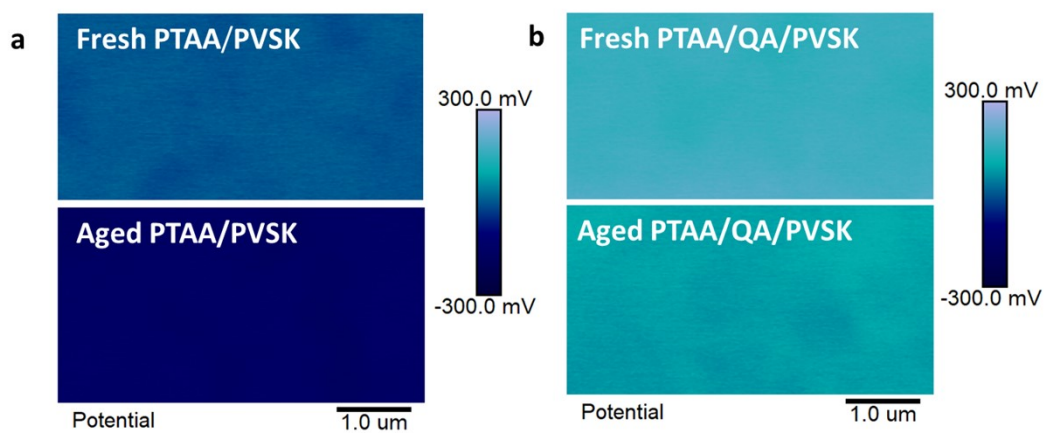 a
Fresh PTAA/PVSK
300.0 mV
Aged PTAA/PVSK
-300.0 mV
Potential
1.0 um
b
Fresh PTAA/QA/PVSK
300.0 mV
Aged PTAA/QA/PVSK
-300.0 mV
Potential
1.0 um